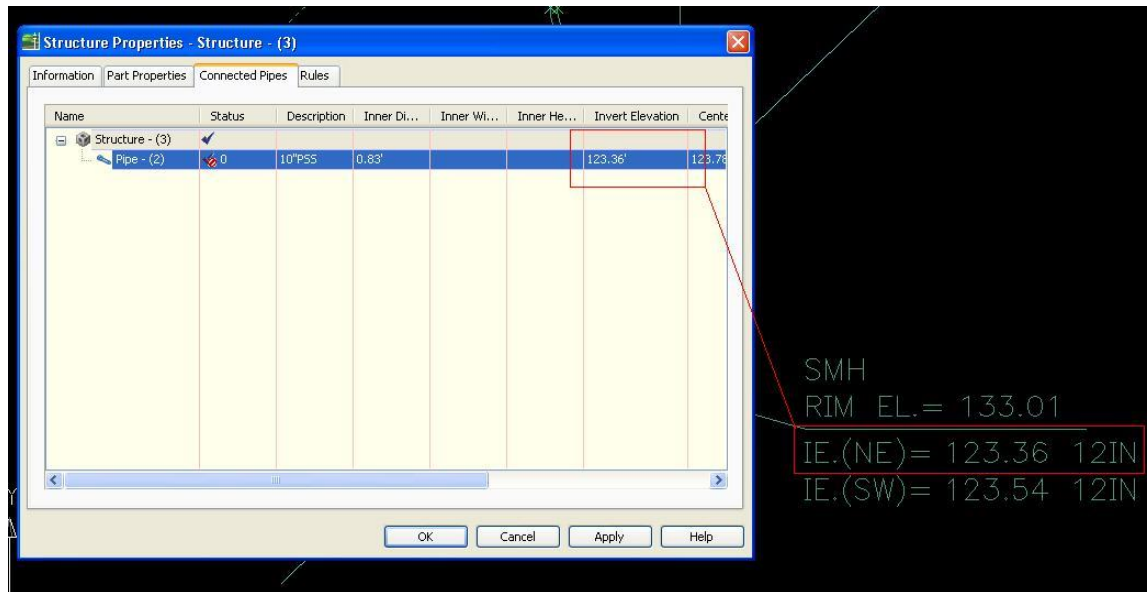 Structure Properties - Structure - (3)
Information Part Properties Connected Pipes Rules
Name Status Description Inner Di... Inner Wi... Inner He... Invert Elevation Cente
Structure - (3)
Pipe - (2) 0 10"PSS 0.83' 123.36' 123.78
SMH
RIM EL.= 133.01
IE.(NE)= 123.36 12IN
IE.(SW)= 123.54 12IN
OK Cancel Apply Help